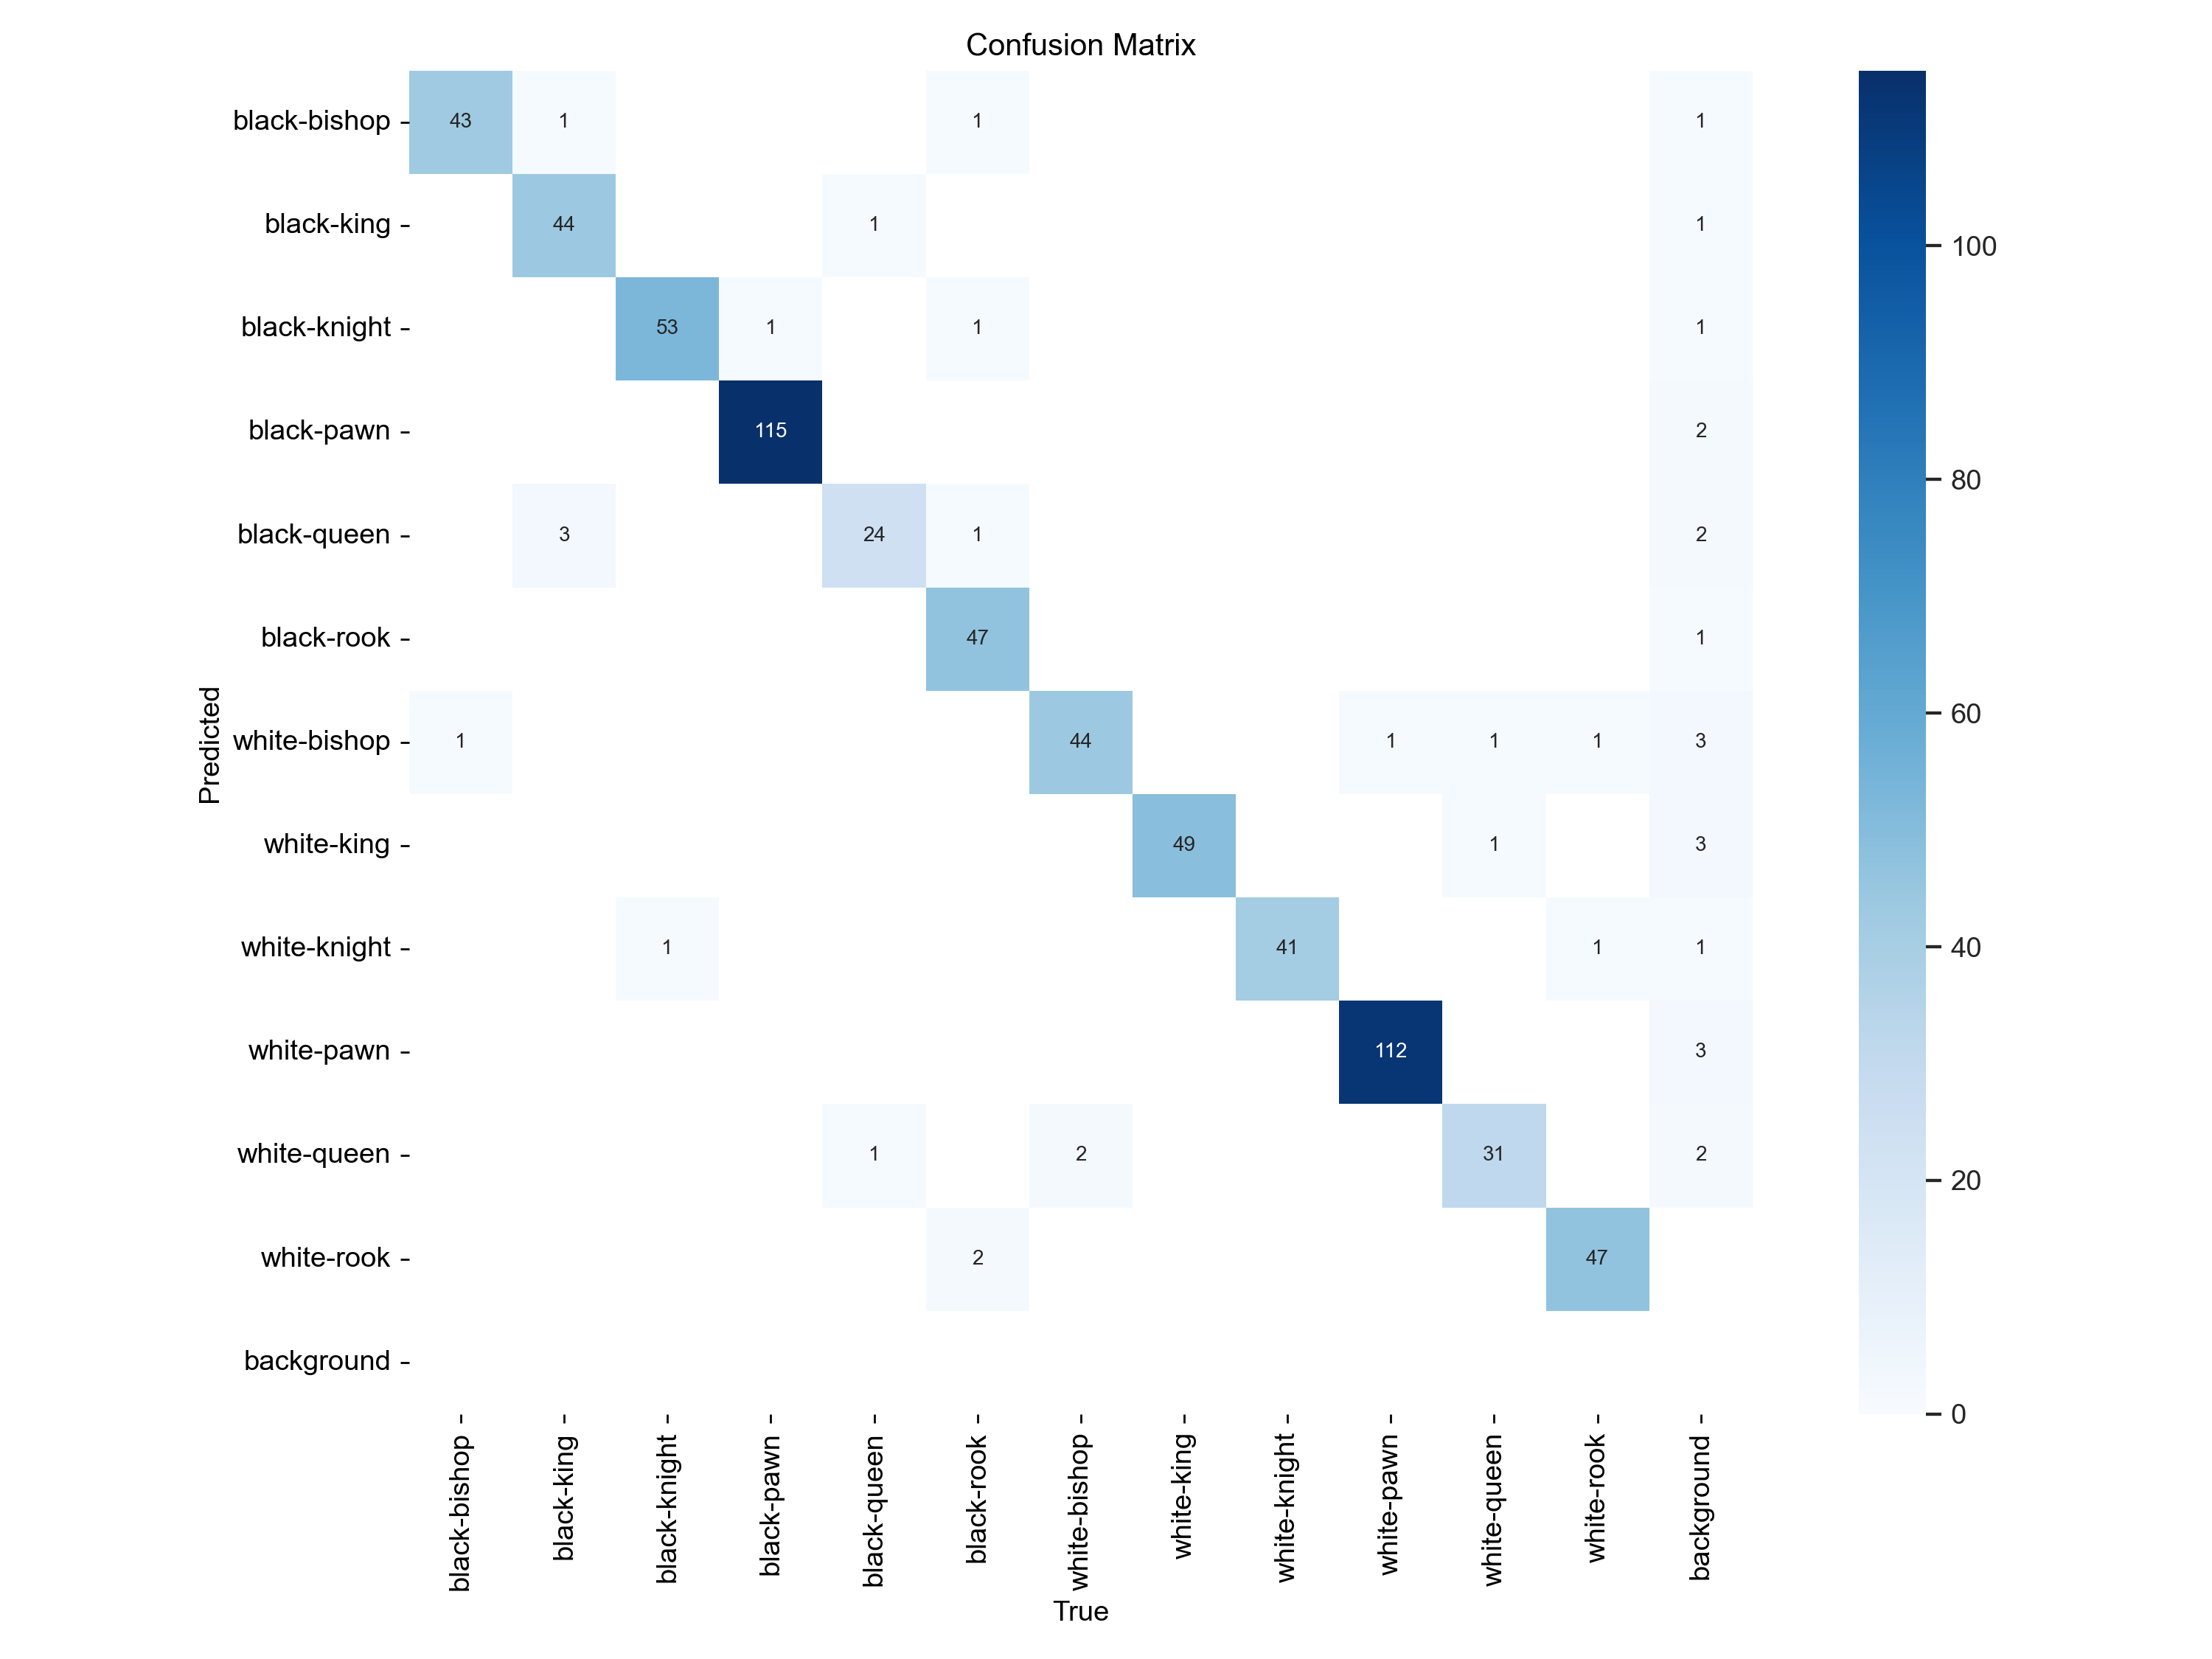 Confusion Matrix
black-bishop 43 1 1 1
black-king 44 1 1
100
black-knight 53 1 1 1
black-pawn 115 2
80
black-queen 3 24 1 2
black-rook 47 1
60
Predicted
white-bishop 1 44 1 1 1 3
white-king 49 1 3
white-knight 1 41 1 1
40
white-pawn 112 3
white-queen 1 2 31 2
20
white-rook 2 47
background
0
black-bishop
black-king
black-knight
black-pawn
black-queen
black-rook
white-bishop
white-king
white-knight
white-pawn
white-queen
white-rook
background
True